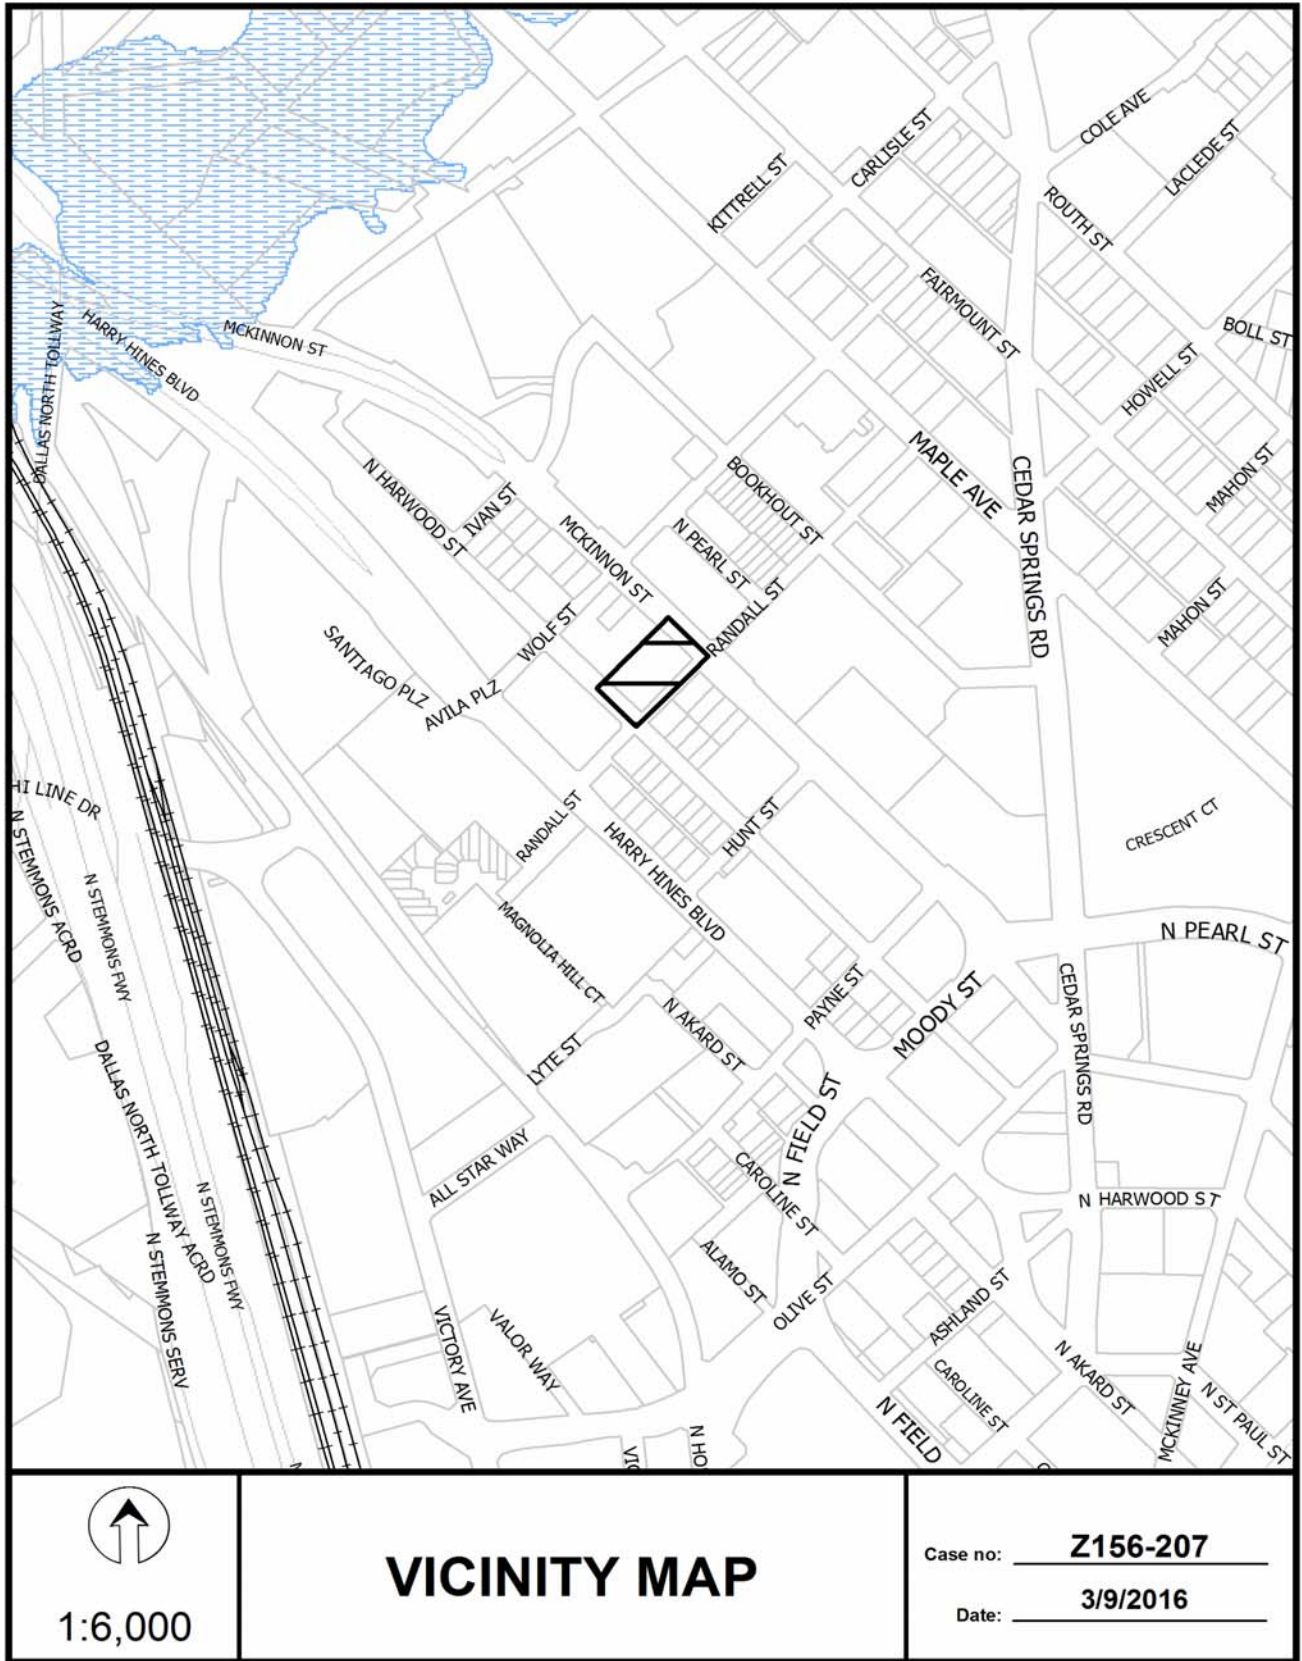 COLE AVE
CARLISLE ST
LACLEDE ST
KITTRELL ST
ROUTH ST
FAIRMOUNT ST
BOLL ST
DALLAS NORTH TOLLWAY
HARRY HINES BLVD
MCKINNON ST
HOWELL ST
MAPLE AVE
MAHON ST
N HARWOOD ST
IVAN ST
BOOKHOUT ST
CEDAR SPRINGS RD
MCKINNON ST
N PEARL ST
RANDALL ST
MAHON ST
WOLF ST
SANTIAGO PLZ
AVILA PLZ
HI LINE DR
N STEMMONS ACRD
RANDALL ST
HARRY HINES BLVD
HUNT ST
CRESCENT CT
N STEMMONS FWY
MAGNOLIA HILL CT
N PEARL ST
PAYNE ST
MOODY ST
CEDAR SPRINGS RD
N AKARD ST
LYTE ST
DALLAS NORTH TOLLWAY ACRD
N FIELD ST
ALL STAR WAY
CAROLINE ST
N HARWOOD ST
N STEMMONS FWY
N STEMMONS SERV
ALAMO ST
OLIVE ST
ASHLAND ST
VICTORY AVE
VALOR WAY
N AKARD ST
CAROLINE ST
MCKINNEY AVE
N ST PAUL ST
N FIELD
N HO
VIC
1:6,000
VICINITY MAP
Case no: Z156-207
Date: 3/9/2016